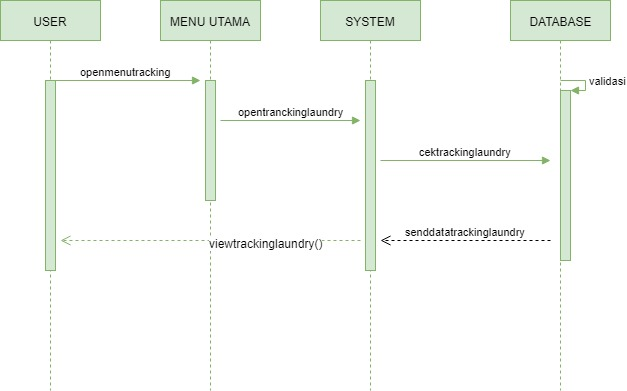 USER
MENU UTAMA
SYSTEM
DATABASE
openmenutracking
validasi
opentranckinglaundry
cektrackinglaundry
senddatatrackinglaundry
viewtrackinglaundry()